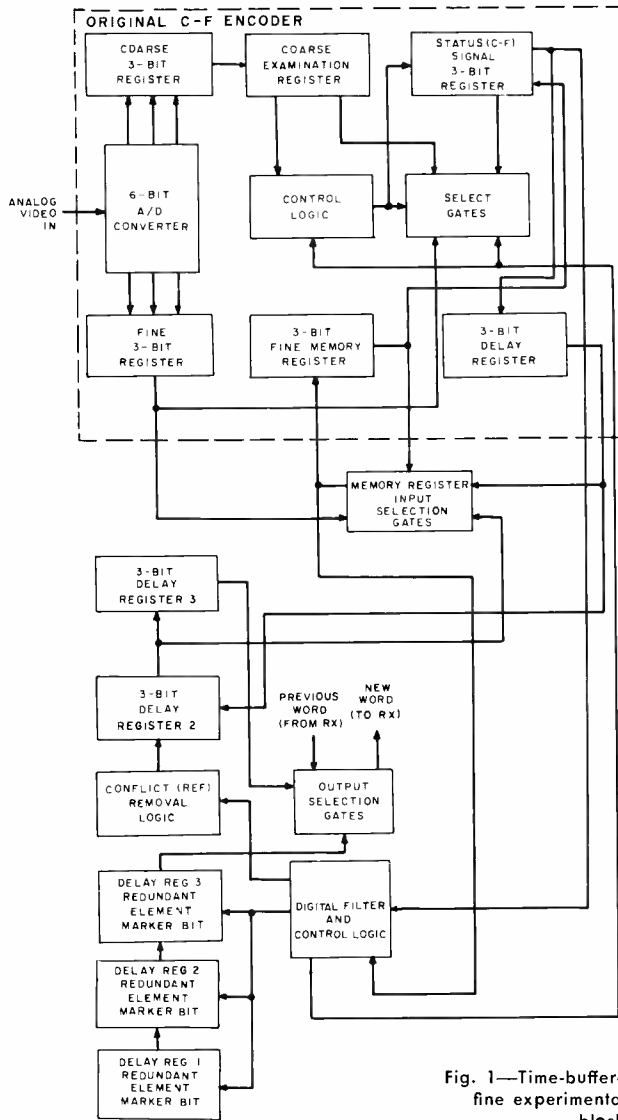 ORIGINAL C-F ENCODER
COARSE
3-BIT
REGISTER
COARSE
EXAMINATION
REGISTER
STATUS (C-F)
SIGNAL
3-BIT
REGISTER
ANALOG
VIDEO
IN
6-BIT
A/D
CONVERTER
CONTROL
LOGIC
SELECT
GATES
FINE
3-BIT
REGISTER
3-BIT
FINE MEMORY
REGISTER
3-BIT
DELAY
REGISTER
MEMORY REGISTER
INPUT
SELECTION
GATES
3-BIT
DELAY
REGISTER 3
3-BIT
DELAY
REGISTER 2
PREVIOUS
WORD
(FROM RX)
NEW
WORD
(TO RX)
CONFLICT (REF)
REMOVAL
LOGIC
OUTPUT
SELECTION
GATES
DELAY REG 3
REDUNDANT
ELEMENT
MARKER BIT
DIGITAL FILTER
AND
CONTROL LOGIC
DELAY REG 2
REDUNDANT
ELEMENT
MARKER BIT
DELAY REG 1
REDUNDANT
ELEMENT
MARKER BIT
Fig. 1—Time-buffer-
fine experimenta
block